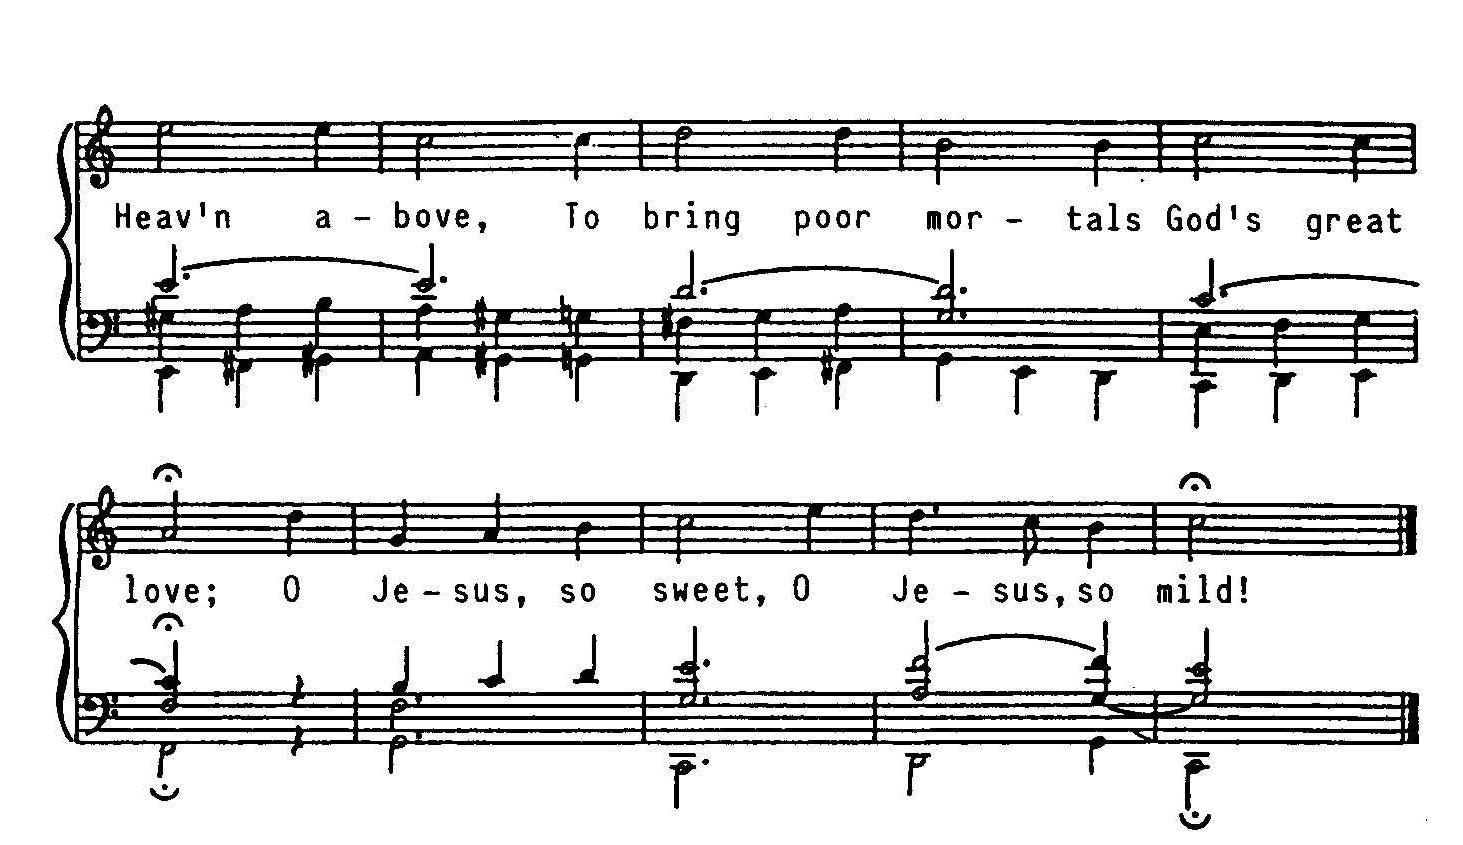 Heav'n a – bove, To bring poor mor – tals God's great
love; O Je – sus, so sweet, O Je – sus, so mild!